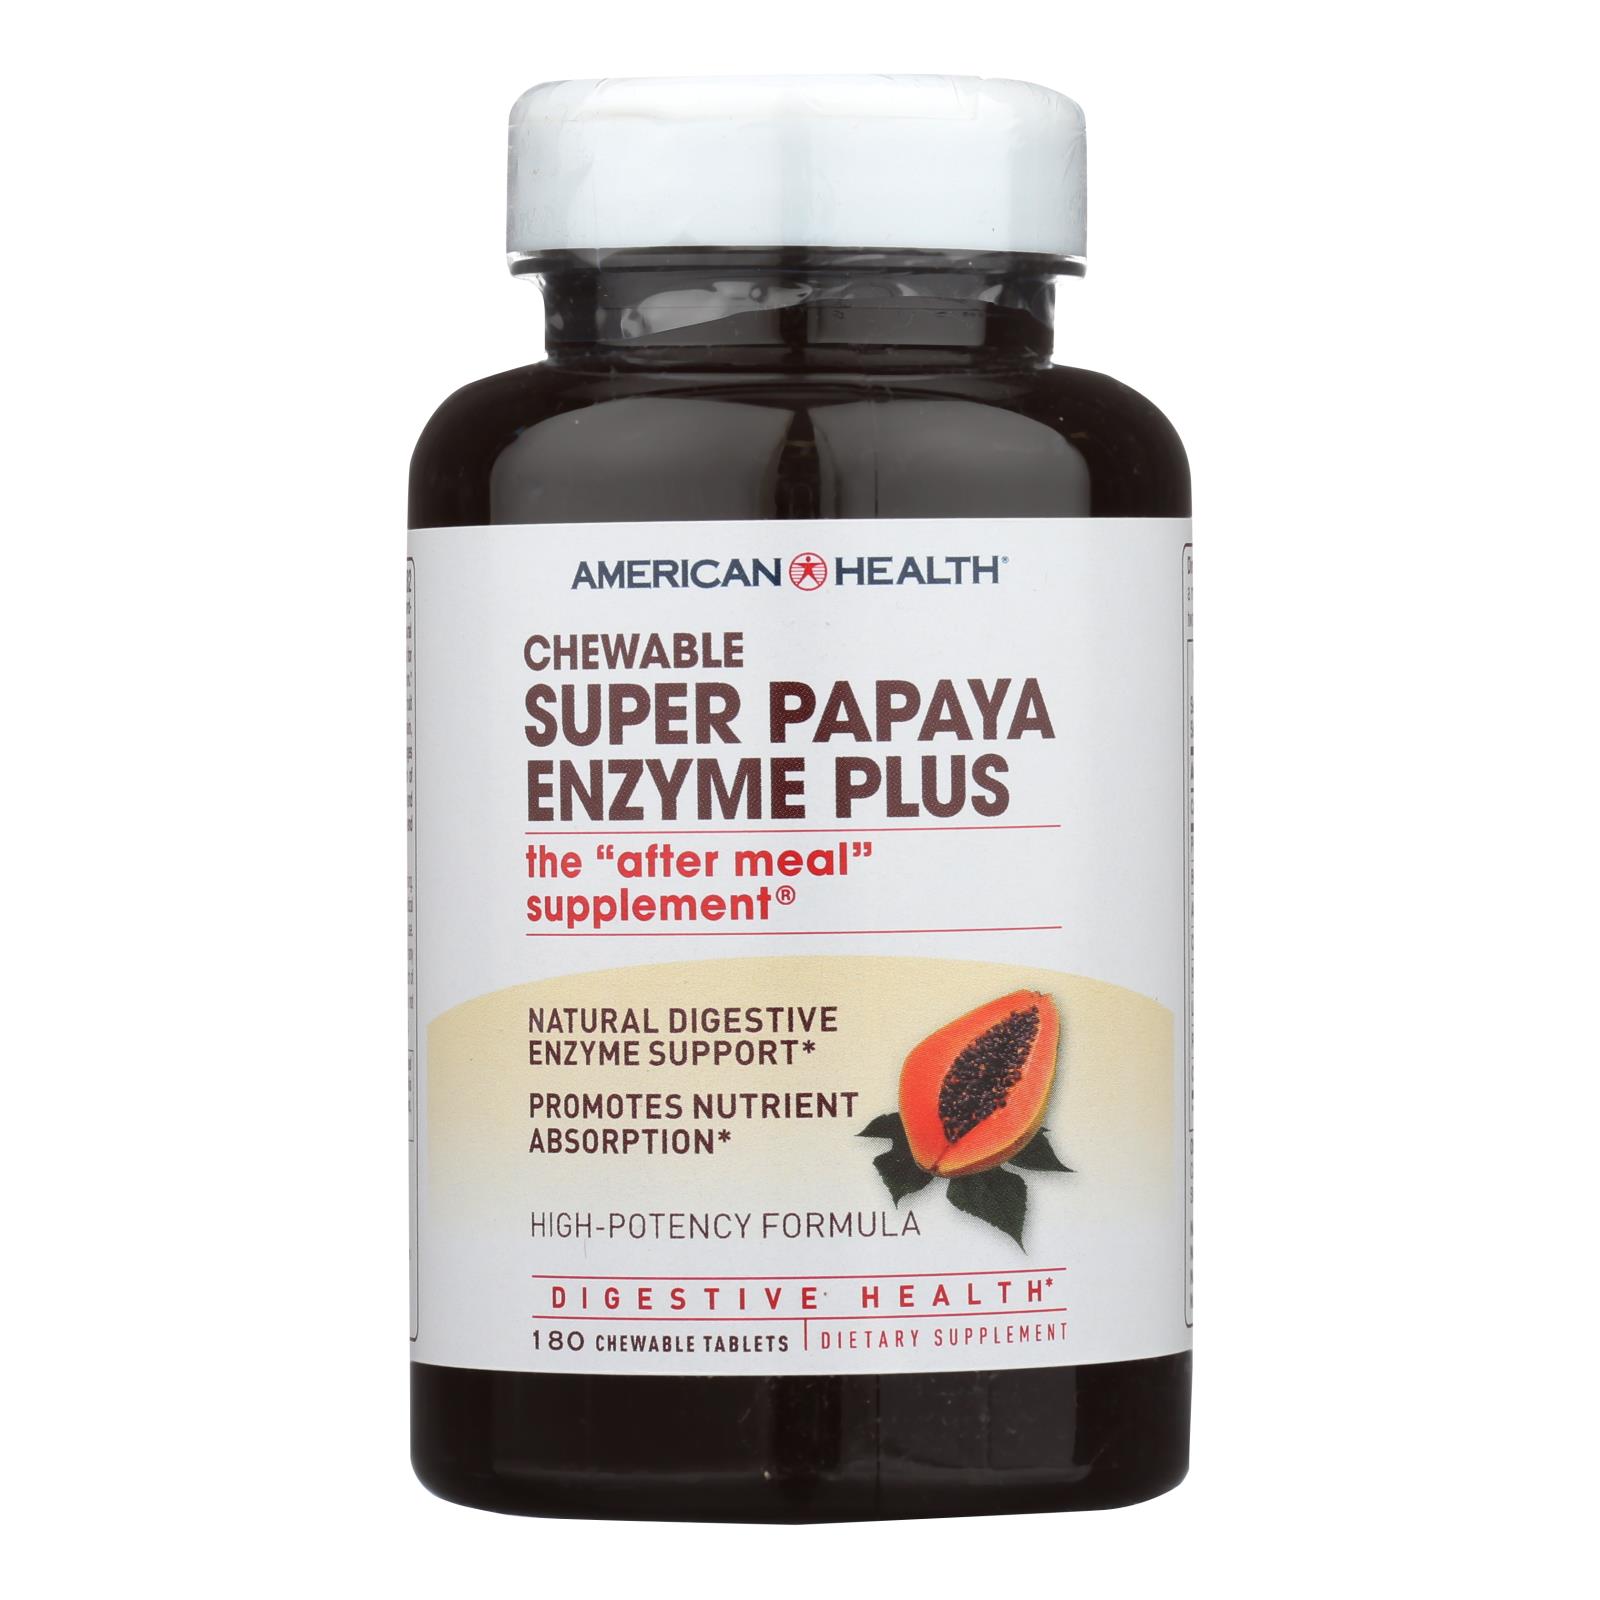 AMERICAN HEALTH®
CHEWABLE
SUPER PAPAYA
ENZYME PLUS
the “after meal”
supplement®
NATURAL DIGESTIVE
ENZYME SUPPORT*
PROMOTES NUTRIENT
ABSORPTION*
HIGH-POTENCY FORMULA
DIGESTIVE HEALTH*
180 CHEWABLE TABLETS | DIETARY SUPPLEMENT